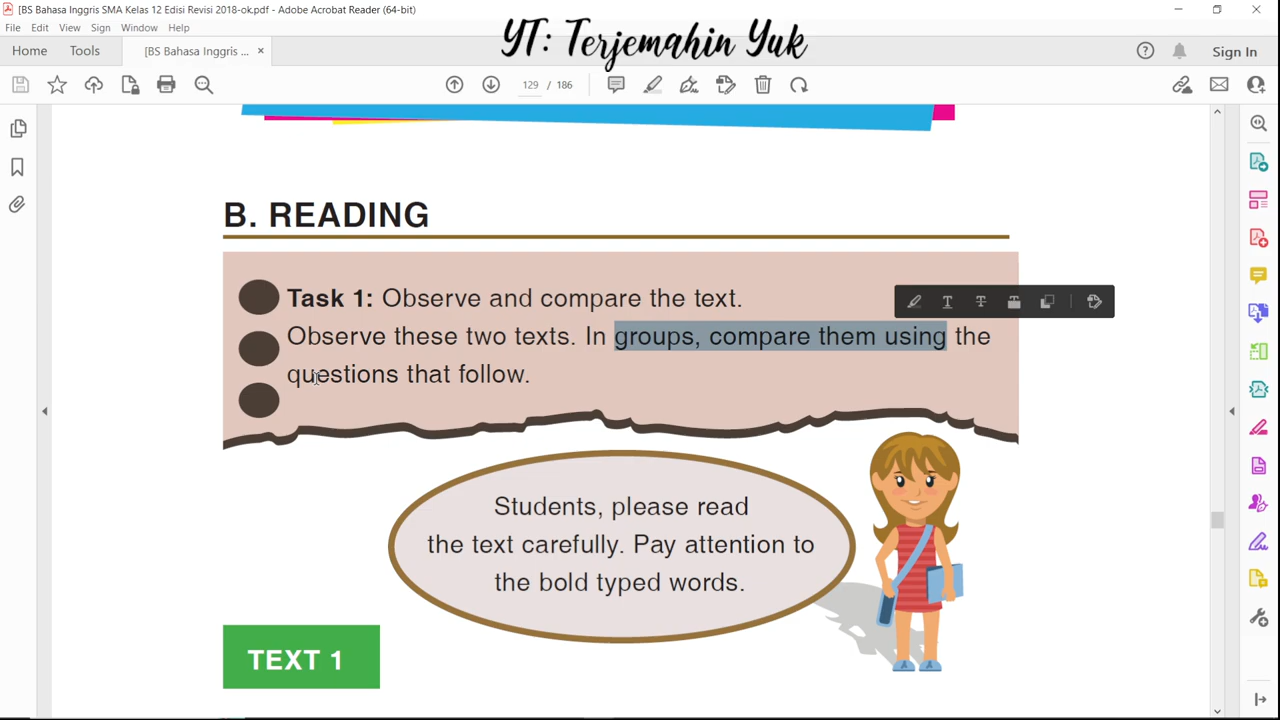 [BS Bahasa Inggris SMA Kelas 12 Edisi Revisi 2018-ok.pdf - Adobe Acrobat Reader (64-bit)
File Edit View Sign Window Help
YT: Terjemahin Yuk
Home Tools [BS Bahasa Inggris ... × Sign In
129 / 186
B. READING
Task 1: Observe and compare the text.
Observe these two texts. In groups, compare them using the
questions that follow.
Students, please read
the text carefully. Pay attention to
the bold typed words.
TEXT 1